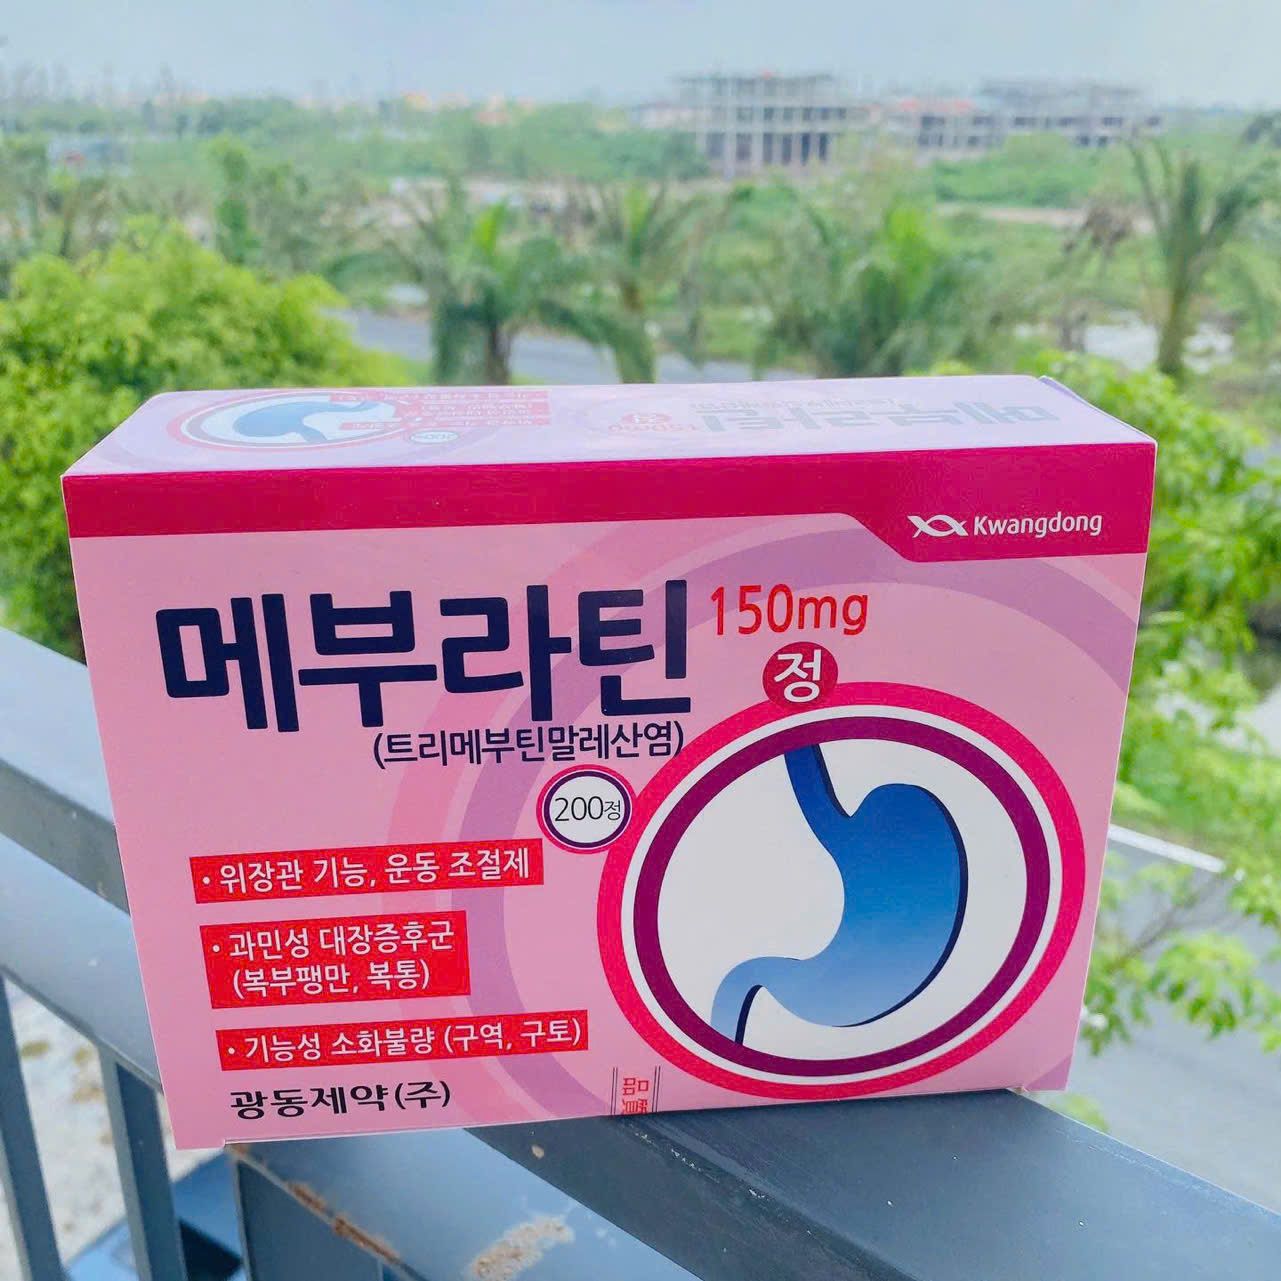 Kwangdong
메부라틴 150mg
정
(트리메부틴말레산염)
200정
• 위장관 기능, 운동 조절제
• 과민성 대장증후군
(복부팽만, 복통)
• 기능성 소화불량 (구역, 구토)
광동제약(주)